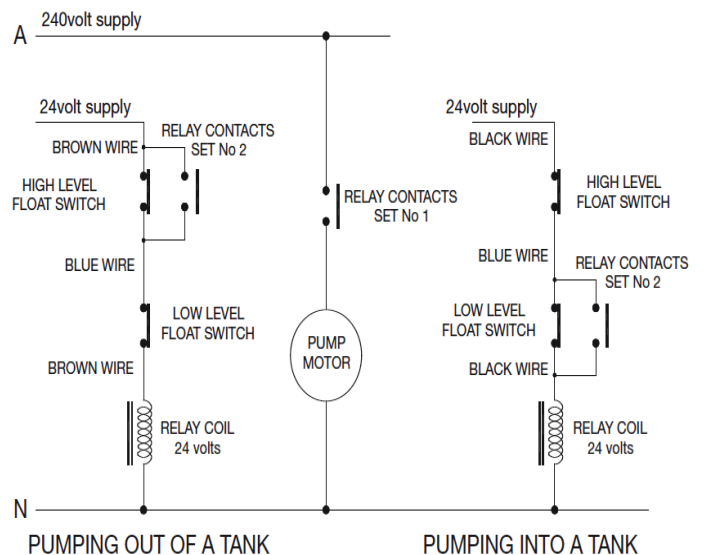 240volt supply
A
24volt supply
BROWN WIRE
RELAY CONTACTS
SET No 2
HIGH LEVEL
FLOAT SWITCH
BLUE WIRE
LOW LEVEL
FLOAT SWITCH
BROWN WIRE
RELAY COIL
24 volts
RELAY CONTACTS
SET No 1
PUMP
MOTOR
24volt supply
BLACK WIRE
HIGH LEVEL
FLOAT SWITCH
BLUE WIRE
RELAY CONTACTS
SET No 2
LOW LEVEL
FLOAT SWITCH
BLACK WIRE
RELAY COIL
24 volts
N
PUMPING OUT OF A TANK
PUMPING INTO A TANK